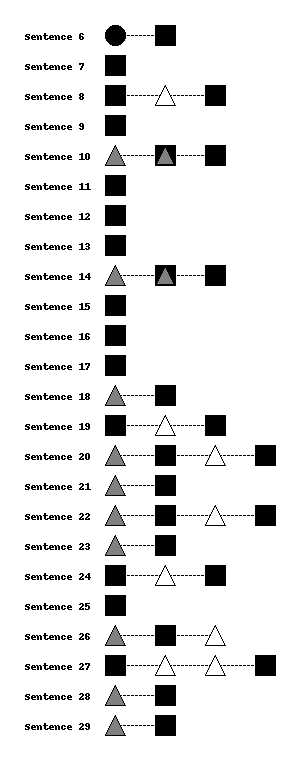 Sentence 6
Sentence 7
Sentence 8
Sentence 9
Sentence 10
Sentence 11
Sentence 12
Sentence 13
Sentence 14
Sentence 15
Sentence 16
Sentence 17
Sentence 18
Sentence 19
Sentence 20
Sentence 21
Sentence 22
Sentence 23
Sentence 24
Sentence 25
Sentence 26
Sentence 27
Sentence 28
Sentence 29